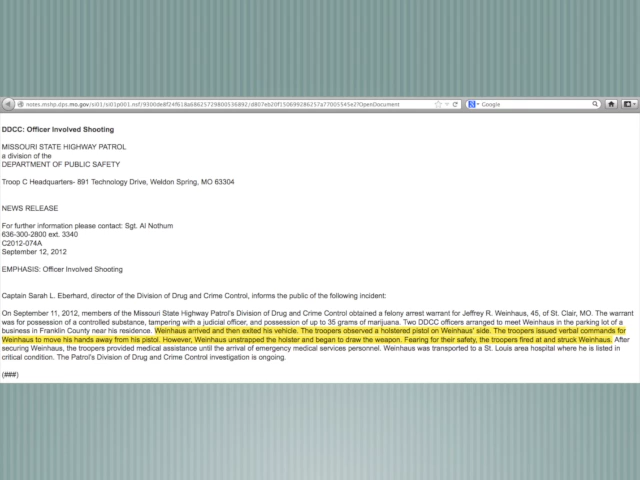 notes.mshp.dps.mo.gov
Google
DDCC: Officer Involved Shooting
MISSOURI STATE HIGHWAY PATROL
a division of the
DEPARTMENT OF PUBLIC SAFETY
Troop C Headquarters- 891 Technology Drive, Weldon Spring, MO 63304
NEWS RELEASE
For further information please contact: Sgt. Al Nothum
636-300-2800 ext. 3340
C2012-074A
September 12, 2012
EMPHASIS: Officer Involved Shooting
Captain Sarah L. Eberhard, director of the Division of Drug and Crime Control, informs the public of the following incident:
On September 11, 2012, members of the Missouri State Highway Patrol's Division of Drug and Crime Control obtained a felony arrest warrant for Jeffrey R. Weinhaus, 45, of St. Clair, MO. The warrant
was for possession of a controlled substance, tampering with a judicial officer, and possession of up to 35 grams of marijuana. Two DDCC officers arranged to meet Weinhaus in the parking lot of a
business in Franklin County near his residence. Weinhaus arrived and then exited his vehicle. The troopers observed a holstered pistol on Weinhaus' side. The troopers issued verbal commands for
Weinhaus to move his hands away from his pistol. However, Weinhaus unstrapped the holster and began to draw the weapon. Fearing for their safety, the troopers fired at and struck Weinhaus. After
securing Weinhaus, the troopers provided medical assistance until the arrival of emergency medical services personnel. Weinhaus was transported to a St. Louis area hospital where he is listed in
critical condition. The Patrol's Division of Drug and Crime Control investigation is ongoing.
(###)